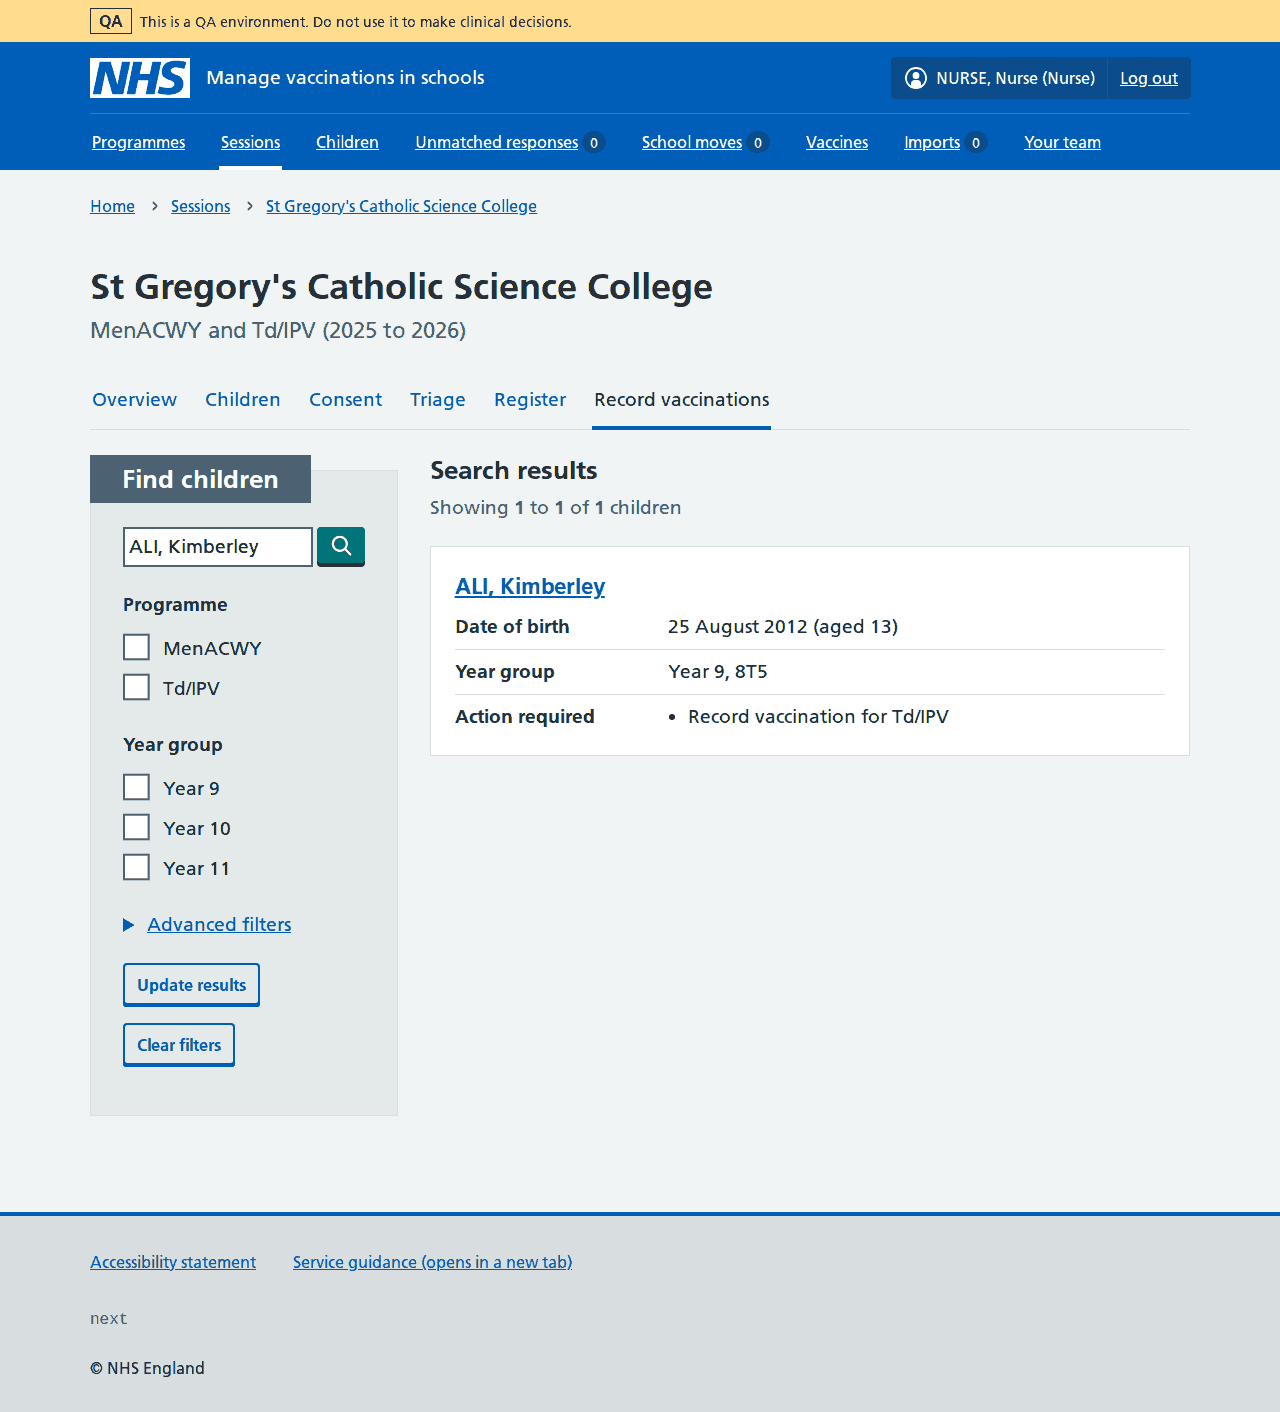 QA This is a QA environment. Do not use it to make clinical decisions.
NHS Manage vaccinations in schools NURSE, Nurse (Nurse) Log out
Programmes Sessions Children Unmatched responses 0 School moves 0 Vaccines Imports 0 Your team
Home Sessions St Gregory's Catholic Science College
St Gregory's Catholic Science College
MenACWY and Td/IPV (2025 to 2026)
Overview Children Consent Triage Register Record vaccinations
Find children
ALI, Kimberley
Programme
MenACWY
Td/IPV
Year group
Year 9
Year 10
Year 11
Advanced filters
Update results
Clear filters
Search results
Showing 1 to 1 of 1 children
ALI, Kimberley
Date of birth 25 August 2012 (aged 13)
Year group Year 9, 8T5
Action required • Record vaccination for Td/IPV
Accessibility statement Service guidance (opens in a new tab)
next
© NHS England